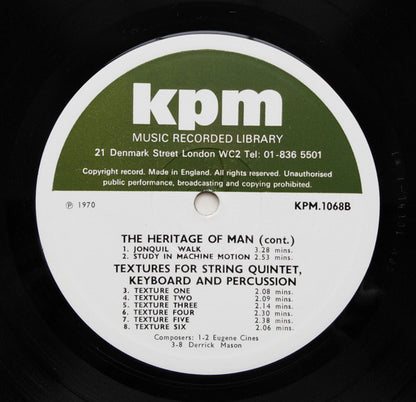 kpm
MUSIC RECORDED LIBRARY
21 Denmark Street London WC2 Tel: 01-836 5501
Copyright record. Made in England. All rights reserved. Unauthorised
public performance, broadcasting and copying prohibited.
℗ 1970 KPM.1068B
THE HERITAGE OF MAN (cont.)
1. JONQUIL WALK 3.28 mins.
2. STUDY IN MACHINE MOTION 2.53 mins.
TEXTURES FOR STRING QUINTET,
KEYBOARD AND PERCUSSION
3. TEXTURE ONE 2.08 mins.
4. TEXTURE TWO 2.09 mins.
5. TEXTURE THREE 2.14 mins.
6. TEXTURE FOUR 2.30 mins.
7. TEXTURE FIVE 2.38 mins.
8. TEXTURE SIX 2.06 mins.
Composers: 1-2 Eugene Cines
3-8 Derrick Mason